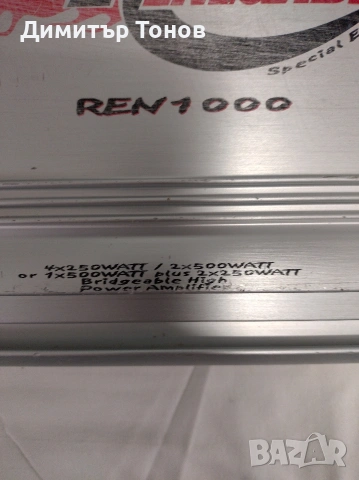 Димитър Тонов
Special E
REN1000
4x250WATT / 2x500WATT
or 1x500WATT plus 2x250WATT
Bridgeable High
Power Amplifier
BAZAR